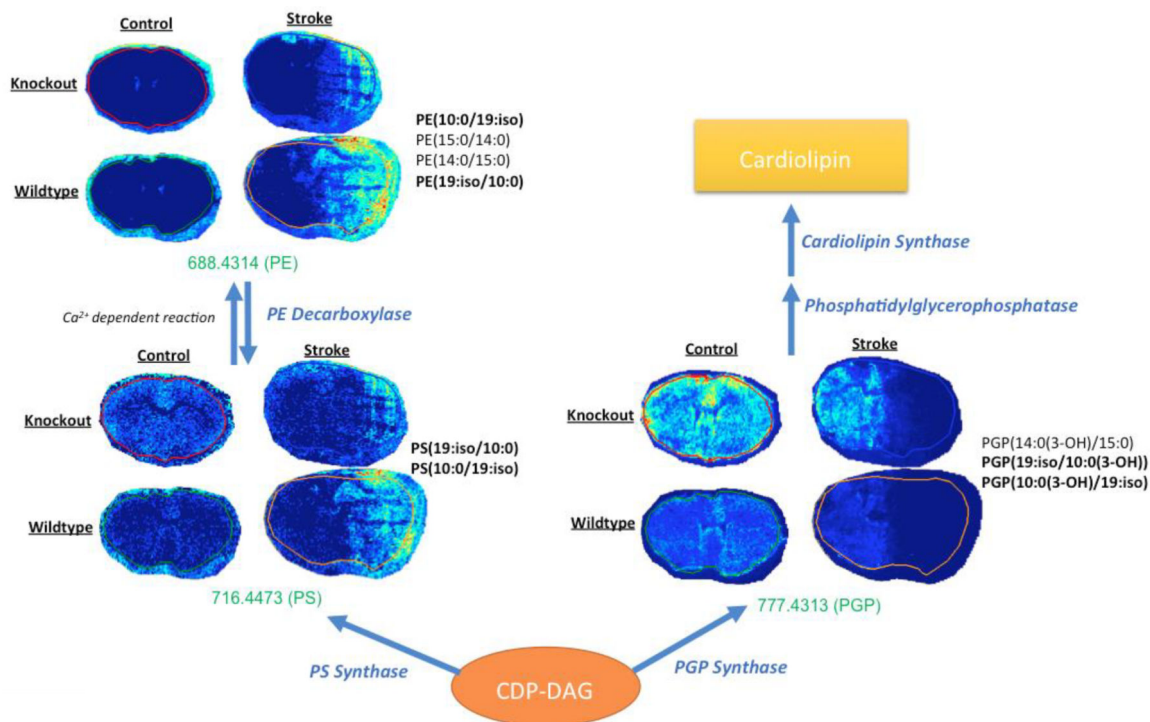 Control
Stroke
Knockout
Wildtype
PE(10:0/19:iso)
PE(15:0/14:0)
PE(14:0/15:0)
PE(19:iso/10:0)
688.4314 (PE)
Ca²⁺ dependent reaction
PE Decarboxylase
Control
Stroke
Knockout
Wildtype
PS(19:iso/10:0)
PS(10:0/19:iso)
716.4473 (PS)
PS Synthase
CDP-DAG
PGP Synthase
Cardiolipin
Cardiolipin Synthase
Phosphatidylglycerophosphatase
Control
Stroke
Knockout
Wildtype
PGP(14:0(3-OH)/15:0)
PGP(19:iso/10:0(3-OH))
PGP(10:0(3-OH)/19:iso)
777.4313 (PGP)